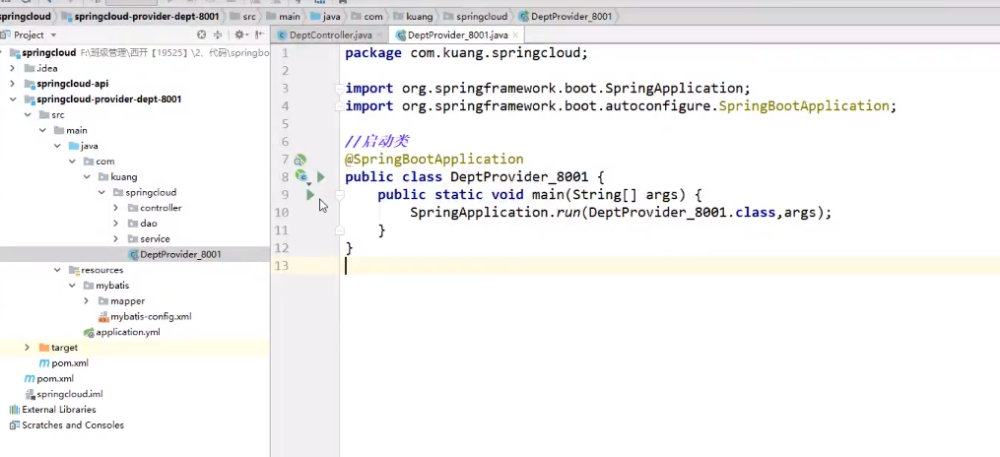 springcloud springcloud-provider-dept-8001 src main java com kuang springcloud DeptProvider_8001
Project
DeptController.java DeptProvider_8001.java
springcloud F:\班级管理\西开【19525】\2、代码\springbo
.idea
springcloud-api
springcloud-provider-dept-8001
src
main
java
com
kuang
springcloud
controller
dao
service
DeptProvider_8001
resources
mybatis
mapper
mybatis-config.xml
application.yml
target
pom.xml
pom.xml
springcloud.iml
External Libraries
Scratches and Consoles
1 package com.kuang.springcloud;
2
3 import org.springframework.boot.SpringApplication;
4 import org.springframework.boot.autoconfigure.SpringBootApplication;
5
6 //启动类
7 @SpringBootApplication
8 public class DeptProvider_8001 {
9 public static void main(String[] args) {
10 SpringApplication.run(DeptProvider_8001.class,args);
11 }
12 }
13